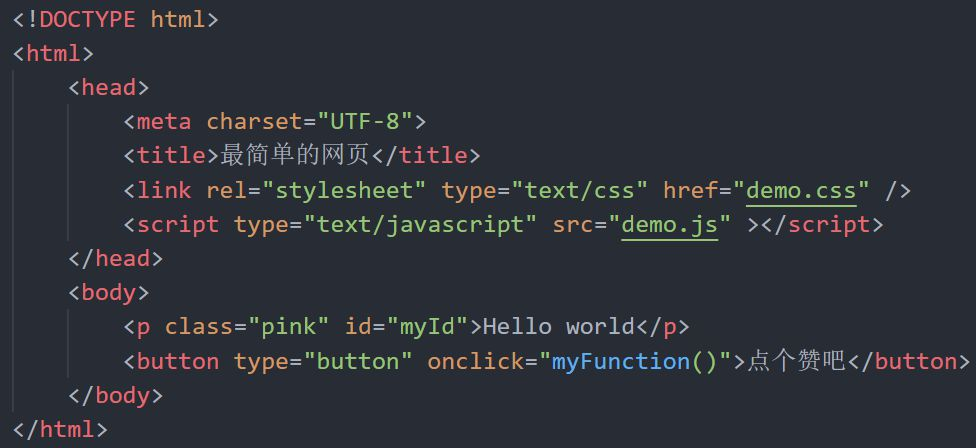 <!DOCTYPE html>
<html>
    <head>
        <meta charset="UTF-8">
        <title>最简单的网页</title>
        <link rel="stylesheet" type="text/css" href="demo.css" />
        <script type="text/javascript" src="demo.js" ></script>
    </head>
    <body>
        <p class="pink" id="myId">Hello world</p>
        <button type="button" onclick="myFunction()">点个赞吧</button>
    </body>
</html>